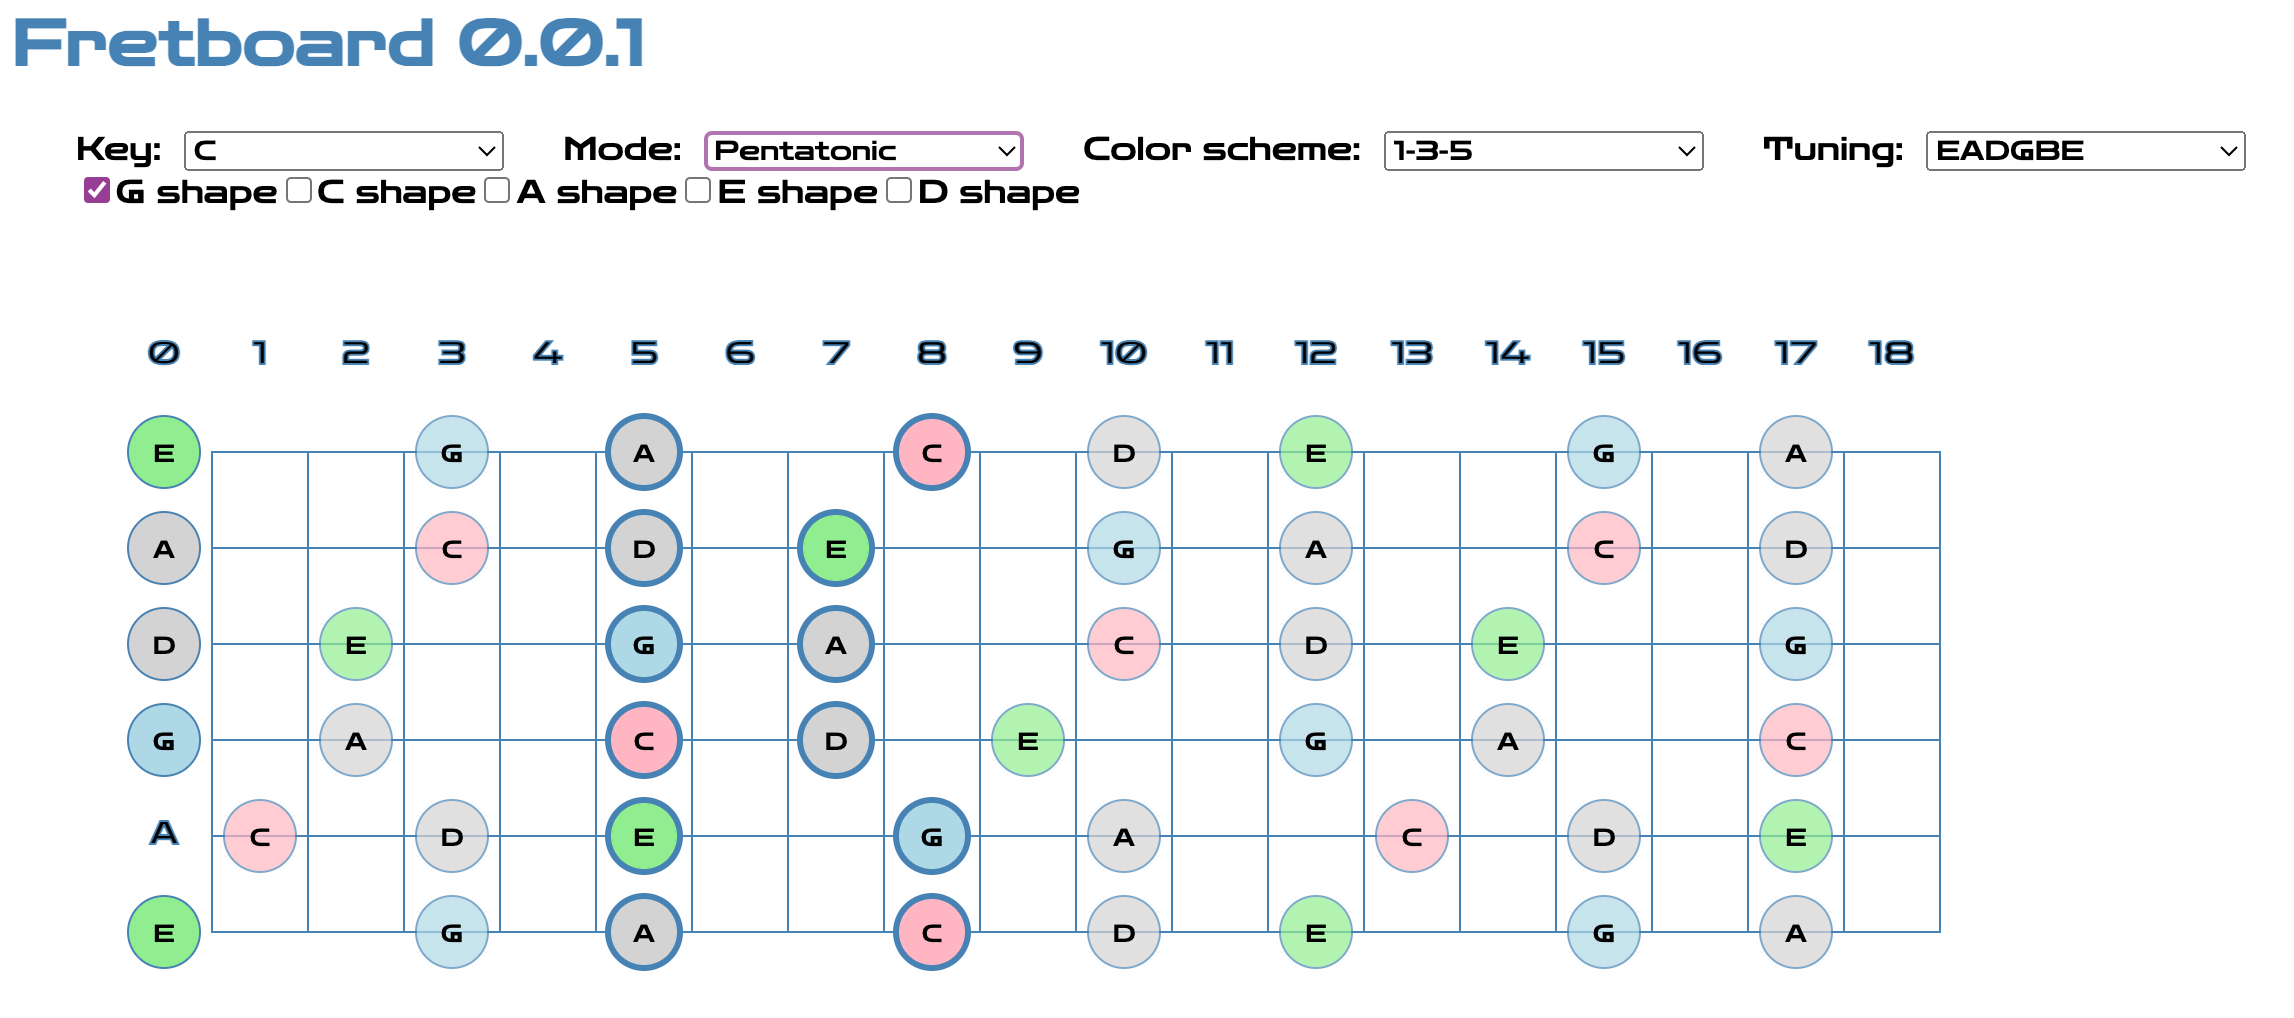 Fretboard 0.0.1
Key: C Mode: Pentatonic Color scheme: 1-3-5 Tuning: EADGBE
G shape C shape A shape E shape D shape
0 1 2 3 4 5 6 7 8 9 10 11 12 13 14 15 16 17 18
E G A C D E G A
A C D E G A C D
D E G A C D E G
G A C D E G A C
A C D E G A C D E
E G A C D E G A